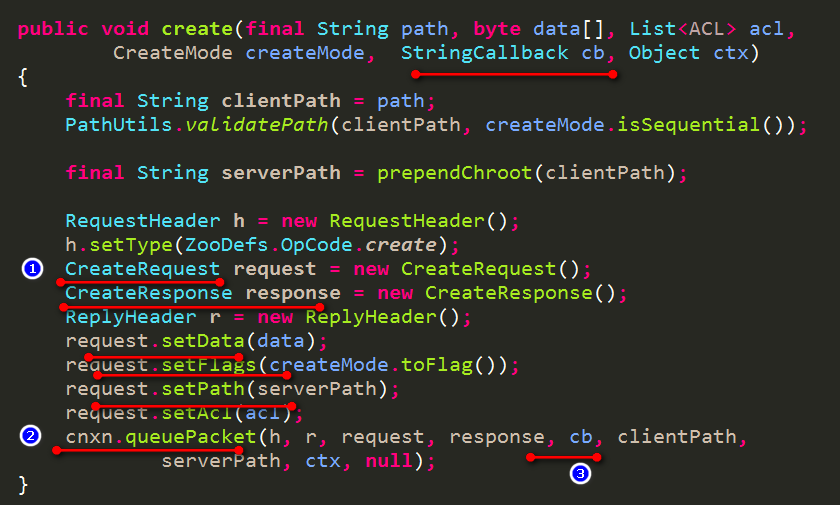 public void create(final String path, byte data[], List<ACL> acl,
        CreateMode createMode,  StringCallback cb, Object ctx)
{
    final String clientPath = path;
    PathUtils.validatePath(clientPath, createMode.isSequential());

    final String serverPath = prependChroot(clientPath);

    RequestHeader h = new RequestHeader();
    h.setType(ZooDefs.OpCode.create);
1   CreateRequest request = new CreateRequest();
    CreateResponse response = new CreateResponse();
    ReplyHeader r = new ReplyHeader();
    request.setData(data);
    request.setFlags(createMode.toFlag());
    request.setPath(serverPath);
    request.setAcl(acl);
2   cnxn.queuePacket(h, r, request, response, cb, clientPath,
            serverPath, ctx, null);
3
}